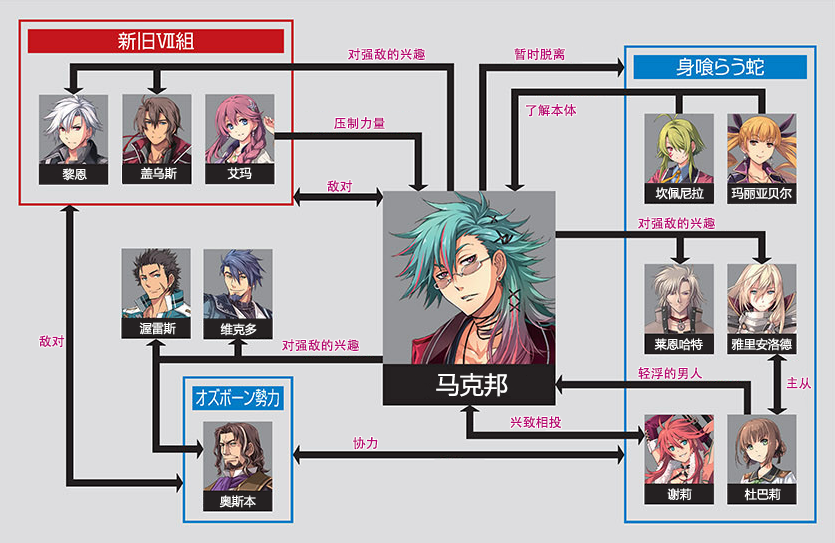 新旧Ⅶ組
对强敌的兴趣
暂时脱离
身喰らう蛇
了解本体
压制力量
黎恩
盖乌斯
艾玛
坎佩尼拉
玛丽亚贝尔
敌对
对强敌的兴趣
渥雷斯
维克多
莱恩哈特
雅里安洛德
敌对
对强敌的兴趣
马克邦
轻浮的男人
主从
オズボーン勢力
兴致相投
协力
奥斯本
谢莉
杜巴莉